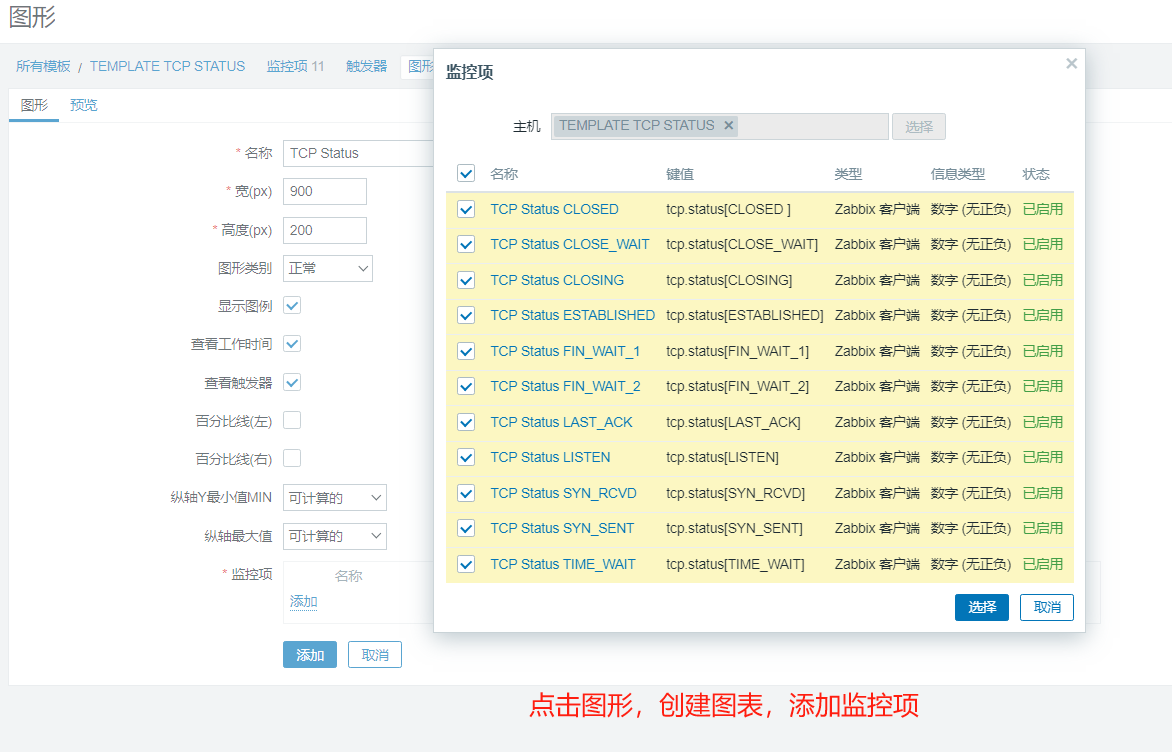 图形
所有模板 / TEMPLATE TCP STATUS 监控项 11 触发器 图形
图形 预览
* 名称 TCP Status
* 宽(px) 900
* 高度(px) 200
图形类别 正常
显示图例
查看工作时间
查看触发器
百分比线(左)
百分比线(右)
纵轴Y最小值MIN 可计算的
纵轴最大值 可计算的
* 监控项 名称
添加
添加 取消
监控项 ×
主机 TEMPLATE TCP STATUS × 选择
名称 键值 类型 信息类型 状态
TCP Status CLOSED tcp.status[CLOSED ] Zabbix 客户端 数字 (无正负) 已启用
TCP Status CLOSE_WAIT tcp.status[CLOSE_WAIT] Zabbix 客户端 数字 (无正负) 已启用
TCP Status CLOSING tcp.status[CLOSING] Zabbix 客户端 数字 (无正负) 已启用
TCP Status ESTABLISHED tcp.status[ESTABLISHED] Zabbix 客户端 数字 (无正负) 已启用
TCP Status FIN_WAIT_1 tcp.status[FIN_WAIT_1] Zabbix 客户端 数字 (无正负) 已启用
TCP Status FIN_WAIT_2 tcp.status[FIN_WAIT_2] Zabbix 客户端 数字 (无正负) 已启用
TCP Status LAST_ACK tcp.status[LAST_ACK] Zabbix 客户端 数字 (无正负) 已启用
TCP Status LISTEN tcp.status[LISTEN] Zabbix 客户端 数字 (无正负) 已启用
TCP Status SYN_RCVD tcp.status[SYN_RCVD] Zabbix 客户端 数字 (无正负) 已启用
TCP Status SYN_SENT tcp.status[SYN_SENT] Zabbix 客户端 数字 (无正负) 已启用
TCP Status TIME_WAIT tcp.status[TIME_WAIT] Zabbix 客户端 数字 (无正负) 已启用
选择 取消
点击图形，创建图表，添加监控项